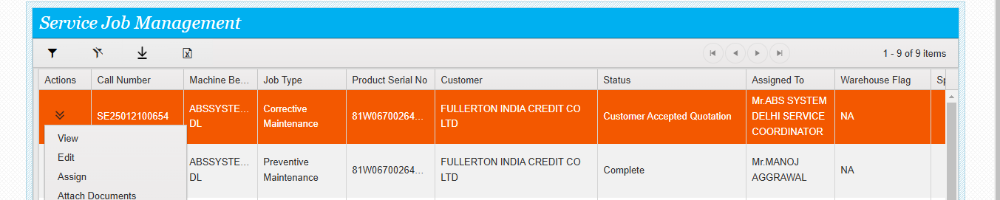 Service Job Management
1 - 9 of 9 items
Actions Call Number Machine Be... Job Type Product Serial No Customer Status Assigned To Warehouse Flag Sp
SE25012100654
ABSSYSTE...
DL
Corrective
Maintenance
81W06700264...
FULLERTON INDIA CREDIT CO
LTD
Customer Accepted Quotation
Mr.ABS SYSTEM
DELHI SERVICE
COORDINATOR
NA
View
Edit
Assign
Attach Documents
ABSSYSTE...
DL
Preventive
Maintenance
81W06700264...
FULLERTON INDIA CREDIT CO
LTD
Complete
Mr.MANOJ
AGGRAWAL
NA